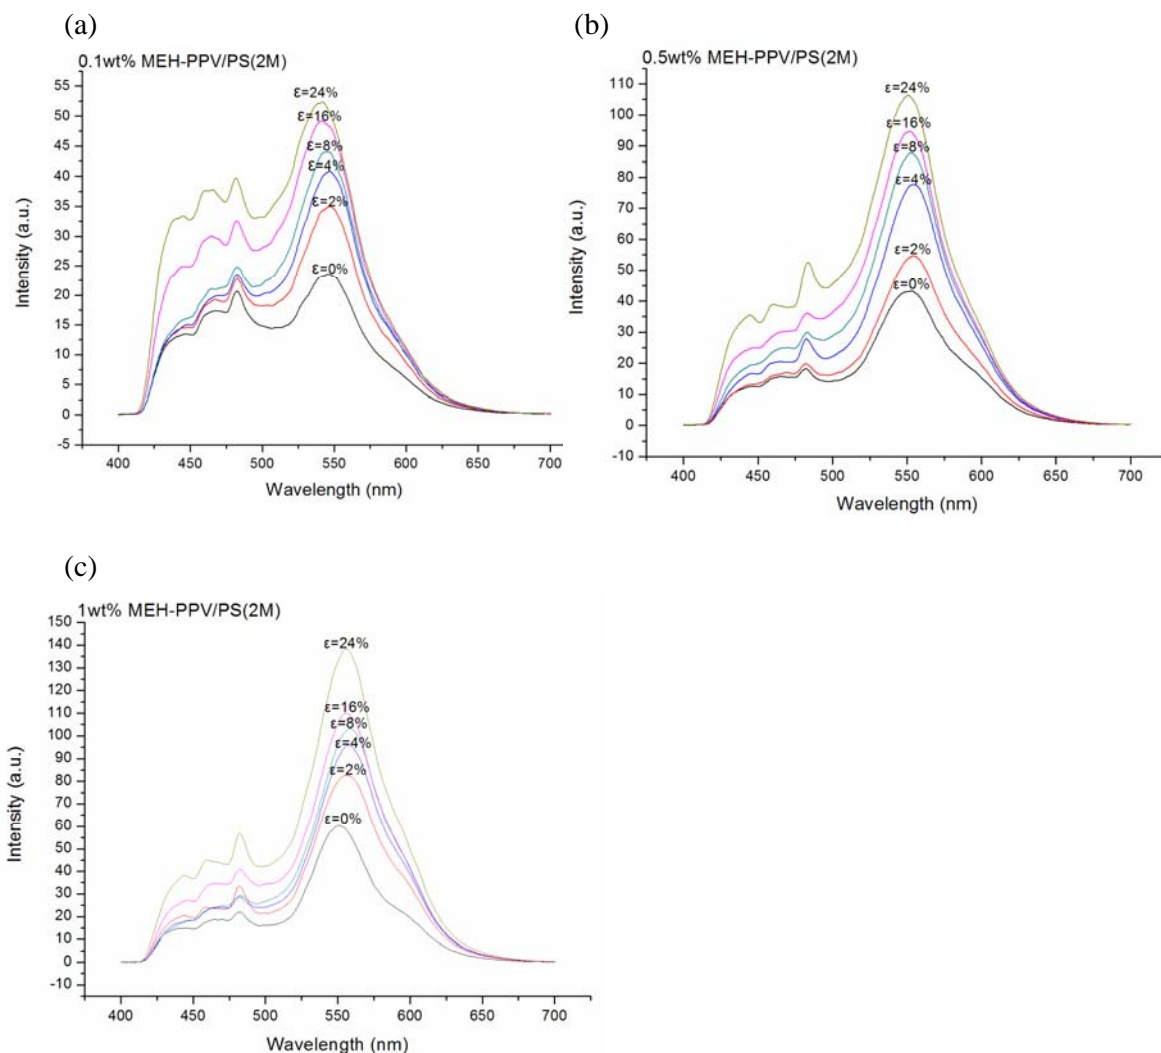 (a)
0.1wt% MEH-PPV/PS(2M)
55
50
45
40
35
30
25
20
15
10
5
0
-5
Intensity (a.u.)
ε=24%
ε=16%
ε=8%
ε=4%
ε=2%
ε=0%
400 450 500 550 600 650 700
Wavelength (nm)
(b)
0.5wt% MEH-PPV/PS(2M)
110
100
90
80
70
60
50
40
30
20
10
0
-10
Intensity (a.u.)
ε=24%
ε=16%
ε=8%
ε=4%
ε=2%
ε=0%
400 450 500 550 600 650 700
Wavelength (nm)
(c)
1wt% MEH-PPV/PS(2M)
150
140
130
120
110
100
90
80
70
60
50
40
30
20
10
0
-10
Intensity (a.u.)
ε=24%
ε=16%
ε=8%
ε=4%
ε=2%
ε=0%
400 450 500 550 600 650 700
Wavelength (nm)